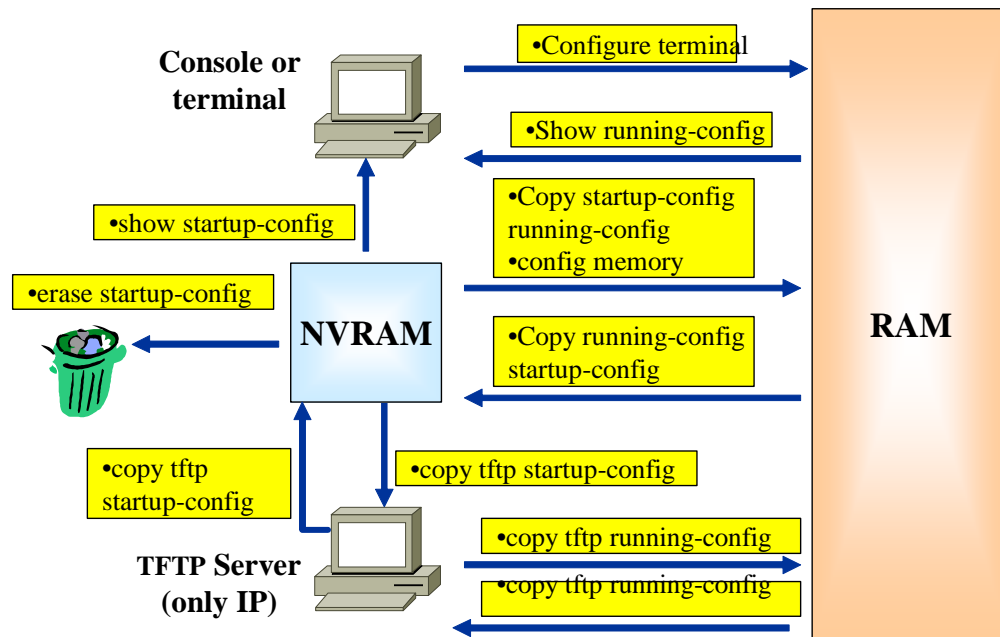 •Configure terminal
Console or
terminal
•Show running-config
•Copy startup-config
running-config
•config memory
•show startup-config
•erase startup-config
NVRAM
RAM
•Copy running-config
startup-config
•copy tftp
startup-config
•copy tftp startup-config
TFTP Server
(only IP)
•copy tftp running-config
•copy tftp running-config